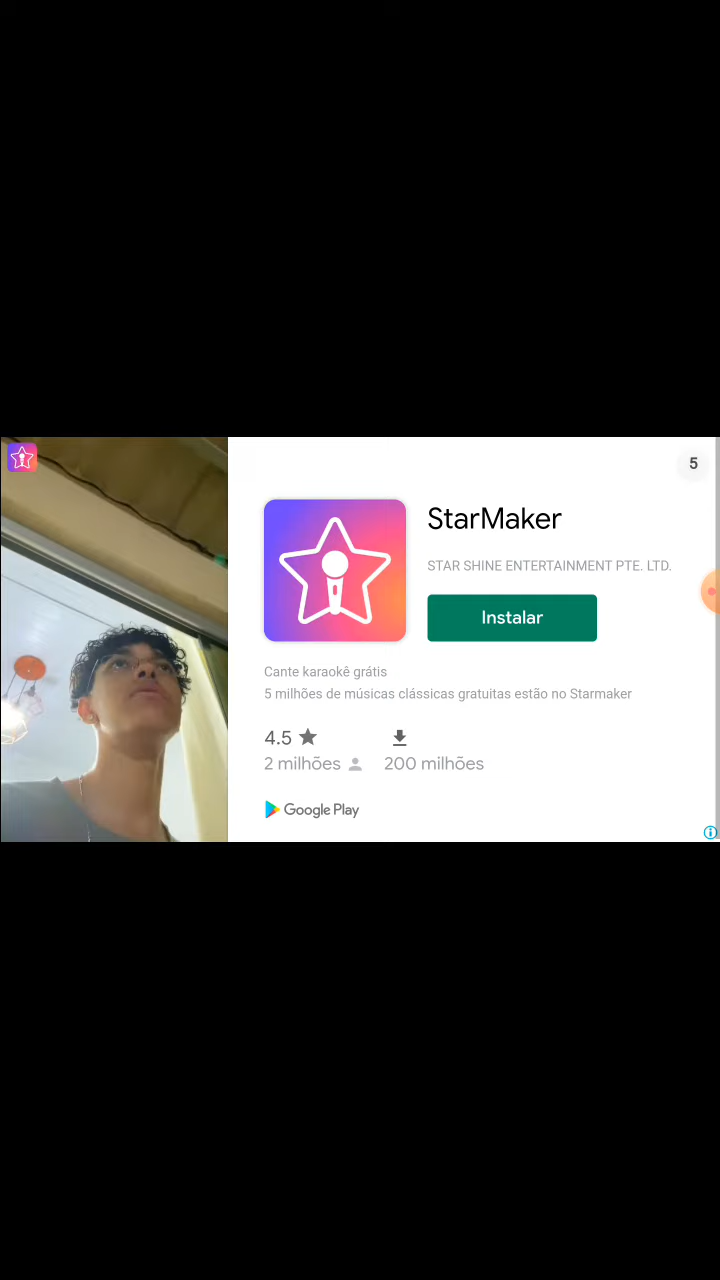 5
StarMaker
STAR SHINE ENTERTAINMENT PTE. LTD.
Instalar
Cante karaokê grátis
5 milhões de músicas clássicas gratuitas estão no Starmaker
4.5
2 milhões
200 milhões
Google Play